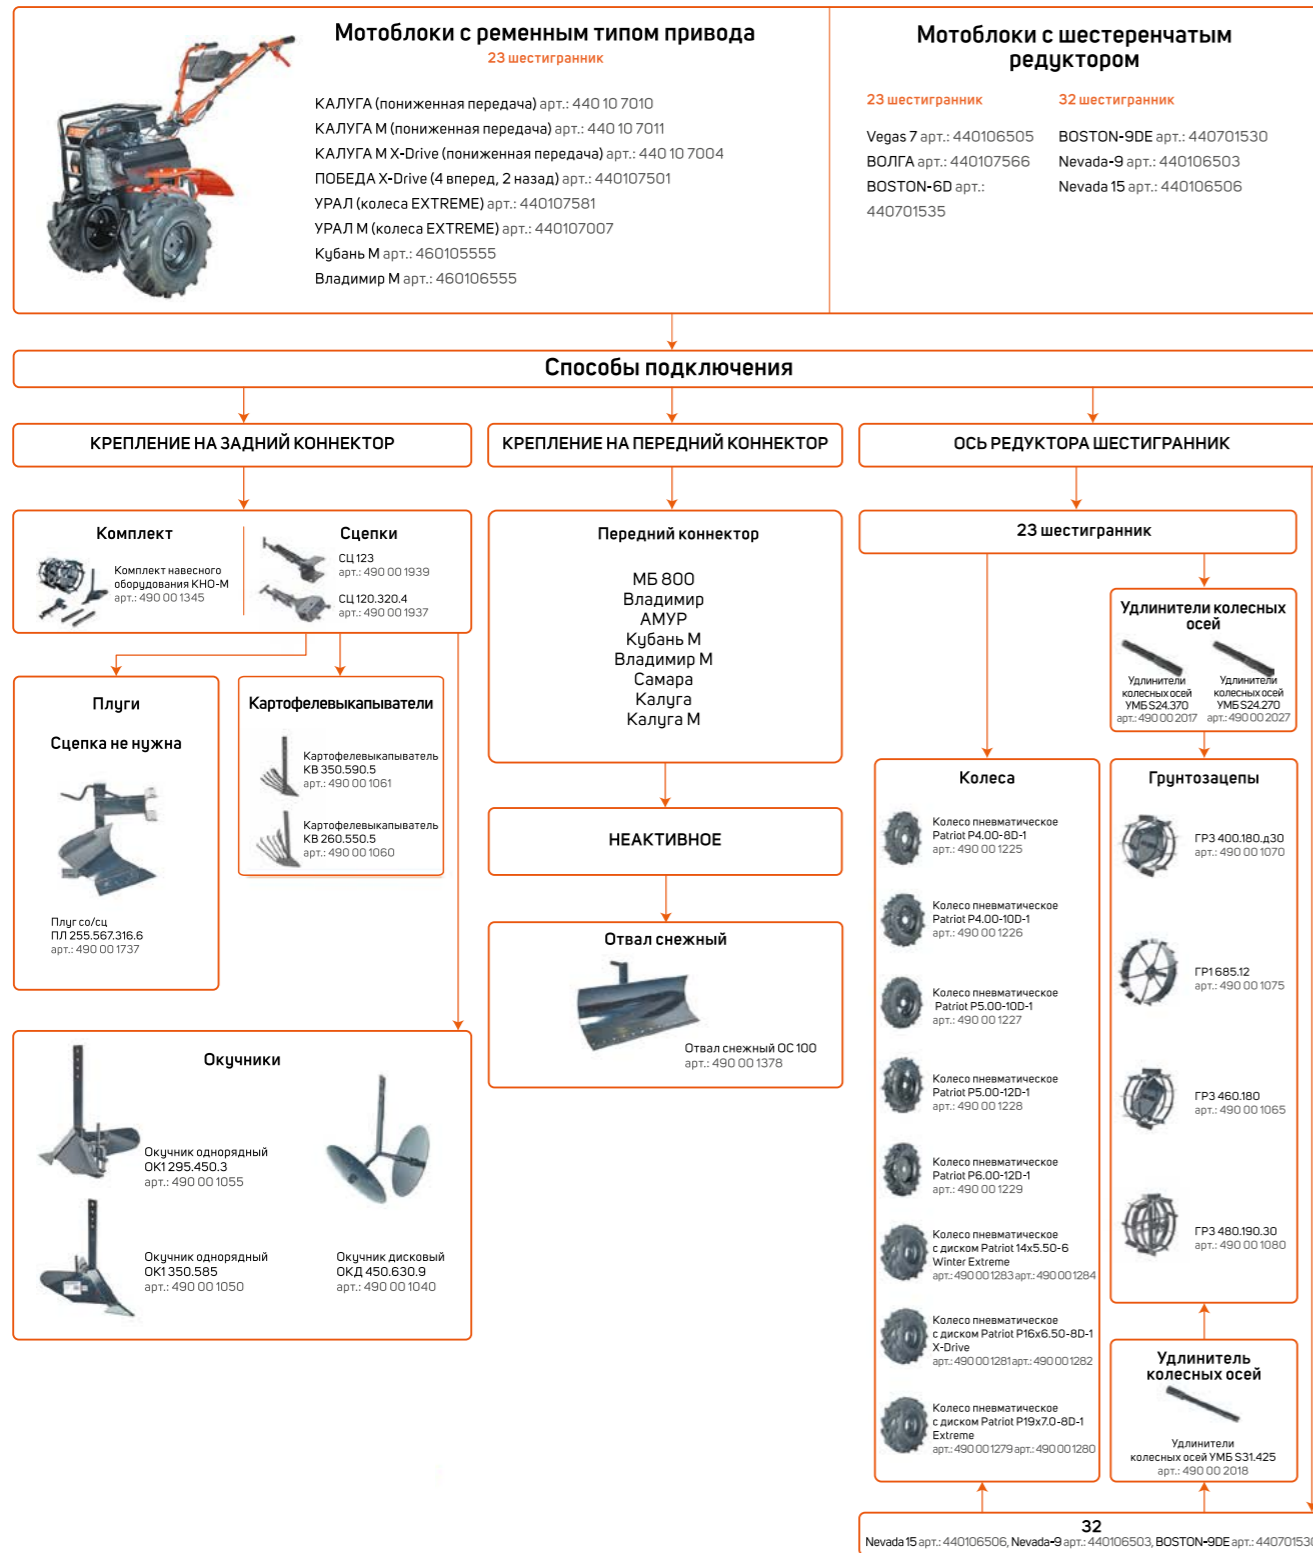 Мотоблоки с ременным типом привода
23 шестигранник
КАЛУГА (пониженная передача) арт.: 440 10 7010
КАЛУГА М (пониженная передача) арт.: 440 10 7011
КАЛУГА М X-Drive (пониженная передача) арт.: 440 10 7004
ПОБЕДА X-Drive (4 вперед, 2 назад) арт.: 440107501
УРАЛ (колеса EXTREME) арт.: 440107581
УРАЛ М (колеса EXTREME) арт.: 440107007
Кубань М арт.: 460105555
Владимир М арт.: 460106555
Мотоблоки с шестеренчатым
редуктором
23 шестигранник
Vegas 7 арт.: 440106505
ВОЛГА арт.: 440107566
BOSTON-6D арт.:
440701535
32 шестигранник
BOSTON-9DE арт.: 440701530
Nevada-9 арт.: 440106503
Nevada 15 арт.: 440106506
Способы подключения
КРЕПЛЕНИЕ НА ЗАДНИЙ КОННЕКТОР
КРЕПЛЕНИЕ НА ПЕРЕДНИЙ КОННЕКТОР
ОСЬ РЕДУКТОРА ШЕСТИГРАННИК
Комплект
Комплект навесного
оборудования КНО-М
арт.: 490 00 1345
Сцепки
СЦ 123
арт.: 490 00 1939
СЦ 120.320.4
арт.: 490 00 1937
Плуги
Сцепка не нужна
Плуг со/сц
ПЛ 255.567.316.6
арт.: 490 00 1737
Картофелевыкапыватели
Картофелевыкапыватель
КВ 350.590.5
арт.: 490 00 1061
Картофелевыкапыватель
КВ 260.550.5
арт.: 490 00 1060
Окучники
Окучник однорядный
ОК1 295.450.3
арт.: 490 00 1055
Окучник однорядный
ОК1 350.585
арт.: 490 00 1050
Окучник дисковый
ОКД 450.630.9
арт.: 490 00 1040
Передний коннектор
МБ 800
Владимир
АМУР
Кубань М
Владимир М
Самара
Калуга
Калуга М
НЕАКТИВНОЕ
Отвал снежный
Отвал снежный ОС 100
арт.: 490 00 1378
23 шестигранник
Удлинители колесных
осей
Удлинители
колесных осей
УМБ S24.370
арт.: 490 00 2017
Удлинители
колесных осей
УМБ S24.270
арт.: 490 00 2027
Колеса
Колесо пневматическое
Patriot P4.00-8D-1
арт.: 490 00 1225
Колесо пневматическое
Patriot P4.00-10D-1
арт.: 490 00 1226
Колесо пневматическое
Patriot P5.00-10D-1
арт.: 490 00 1227
Колесо пневматическое
Patriot P5.00-12D-1
арт.: 490 00 1228
Колесо пневматическое
Patriot P6.00-12D-1
арт.: 490 00 1229
Колесо пневматическое
с диском Patriot 14x5.50-6
Winter Extreme
арт.: 490 00 1283 арт.: 490 00 1284
Колесо пневматическое
с диском Patriot P16x6.50-8D-1
X-Drive
арт.: 490 00 1281 арт.: 490 00 1282
Колесо пневматическое
с диском Patriot P19x7.0-8D-1
Extreme
арт.: 490 00 1279 арт.: 490 00 1280
Грунтозацепы
ГР3 400.180.д30
арт.: 490 00 1070
ГР1 685.12
арт.: 490 00 1075
ГР3 460.180
арт.: 490 00 1065
ГР3 480.190.30
арт.: 490 00 1080
Удлинитель
колесных осей
Удлинители
колесных осей УМБ S31.425
арт.: 490 00 2018
32
Nevada 15 арт.: 440106506, Nevada-9 арт.: 440106503, BOSTON-9DE арт.: 440701530